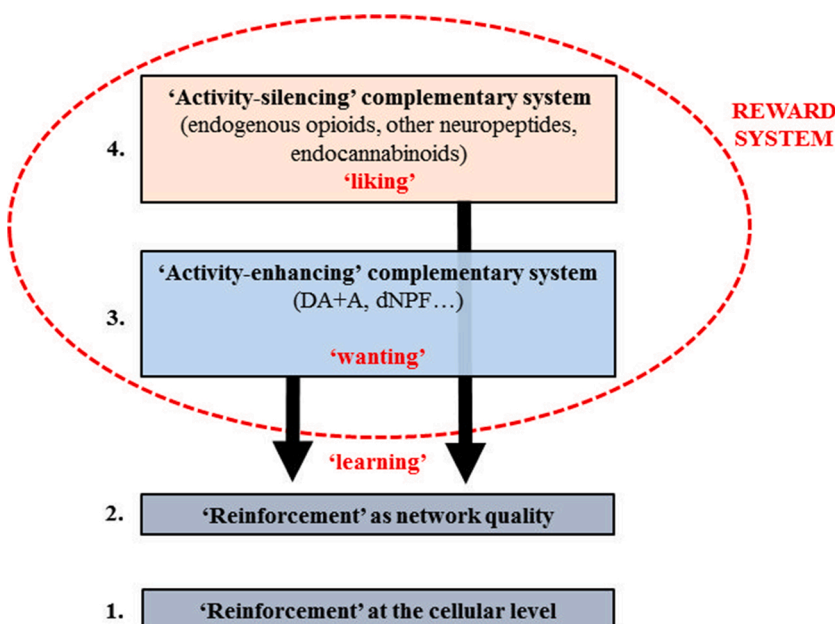 REWARD
SYSTEM
4.
‘Activity-silencing’ complementary system
(endogenous opioids, other neuropeptides,
endocannabinoids)
‘liking’
3.
‘Activity-enhancing’ complementary system
(DA+A, dNPF…)
‘wanting’
‘learning’
2.
‘Reinforcement’ as network quality
1.
‘Reinforcement’ at the cellular level